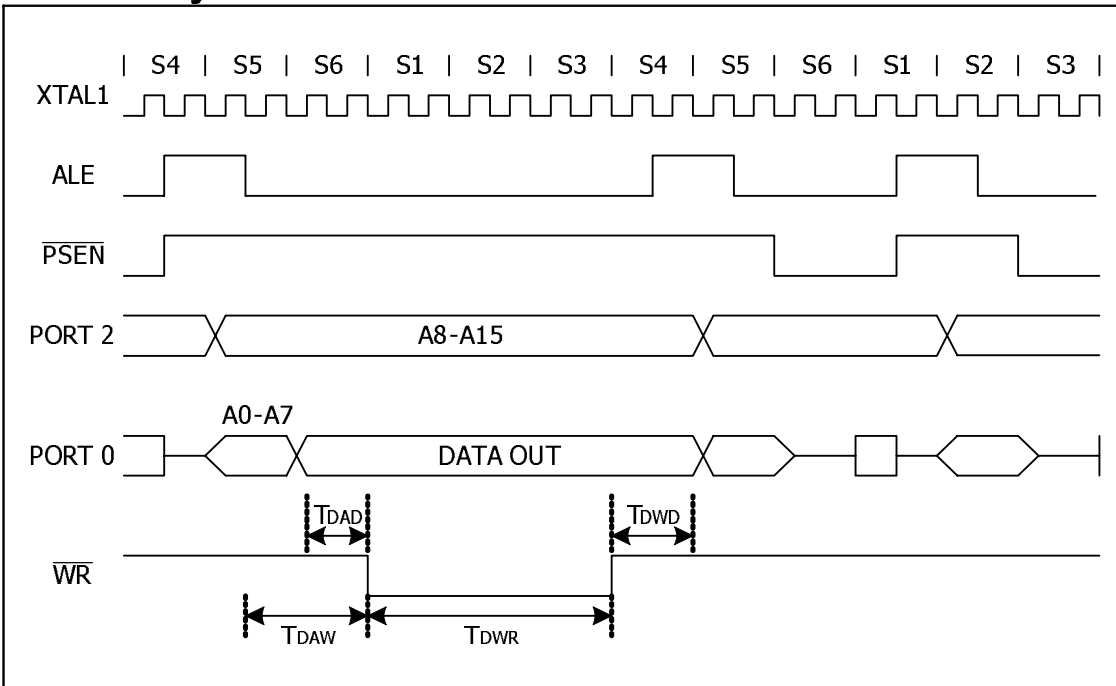 | S4 | S5 | S6 | S1 | S2 | S3 | S4 | S5 | S6 | S1 | S2 | S3 |
XTAL1
ALE
PSEN
PORT 2 A8-A15
A0-A7
PORT 0 DATA OUT
TDAD TDWD
WR
TDAW TDWR